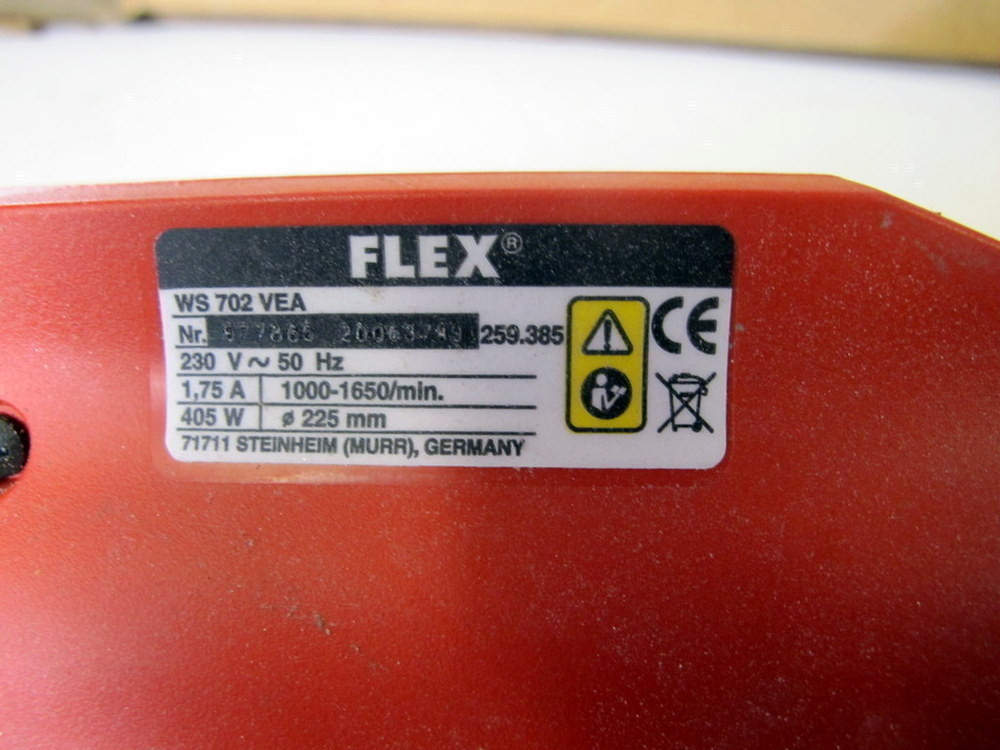 FLEX®
WS 702 VEA
Nr. 259.385
230 V ~ 50 Hz
1,75 A 1000-1650/min.
405 W ø 225 mm
71711 STEINHEIM (MURR), GERMANY
CE